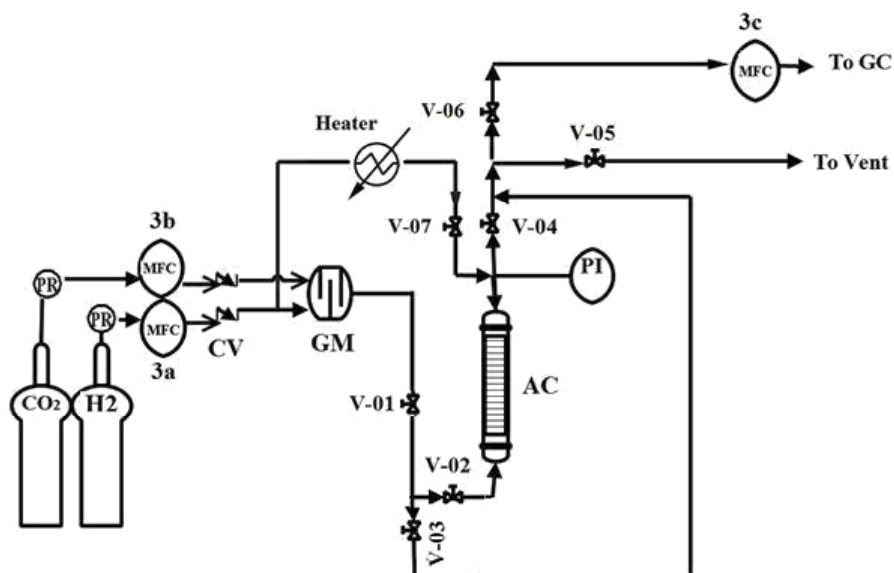 3c
MFC
To GC
V-06
V-05
Heater
To Vent
3b
V-07
V-04
MFC
PR
PI
PR
MFC
CV
GM
3a
AC
CO₂
H2
V-01
V-02
V-03